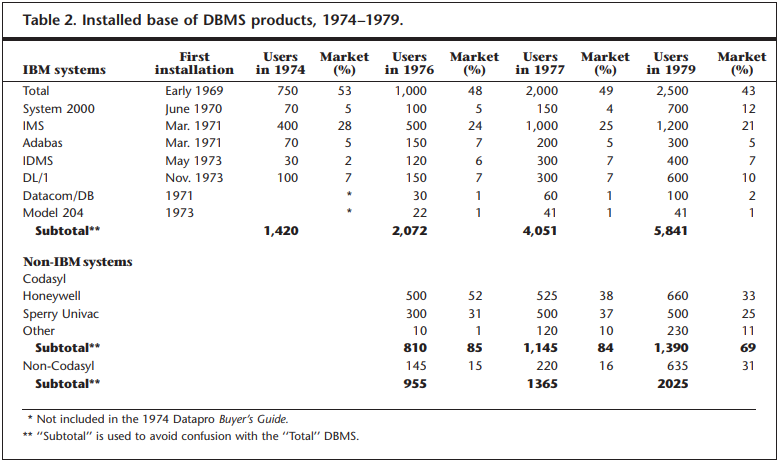 Table 2. Installed base of DBMS products, 1974–1979.
First Users Market Users Market Users Market Users Market
IBM systems installation in 1974 (%) in 1976 (%) in 1977 (%) in 1979 (%)
Total Early 1969 750 53 1,000 48 2,000 49 2,500 43
System 2000 June 1970 70 5 100 5 150 4 700 12
IMS Mar. 1971 400 28 500 24 1,000 25 1,200 21
Adabas Mar. 1971 70 5 150 7 200 5 300 5
IDMS May 1973 30 2 120 6 300 7 400 7
DL/1 Nov. 1973 100 7 150 7 300 7 600 10
Datacom/DB 1971 * 30 1 60 1 100 2
Model 204 1973 * 22 1 41 1 41 1
Subtotal** 1,420 2,072 4,051 5,841
Non-IBM systems
Codasyl
Honeywell 500 52 525 38 660 33
Sperry Univac 300 31 500 37 500 25
Other 10 1 120 10 230 11
Subtotal** 810 85 1,145 84 1,390 69
Non-Codasyl 145 15 220 16 635 31
Subtotal** 955 1365 2025
* Not included in the 1974 Datapro Buyer's Guide.
** “Subtotal” is used to avoid confusion with the “Total” DBMS.